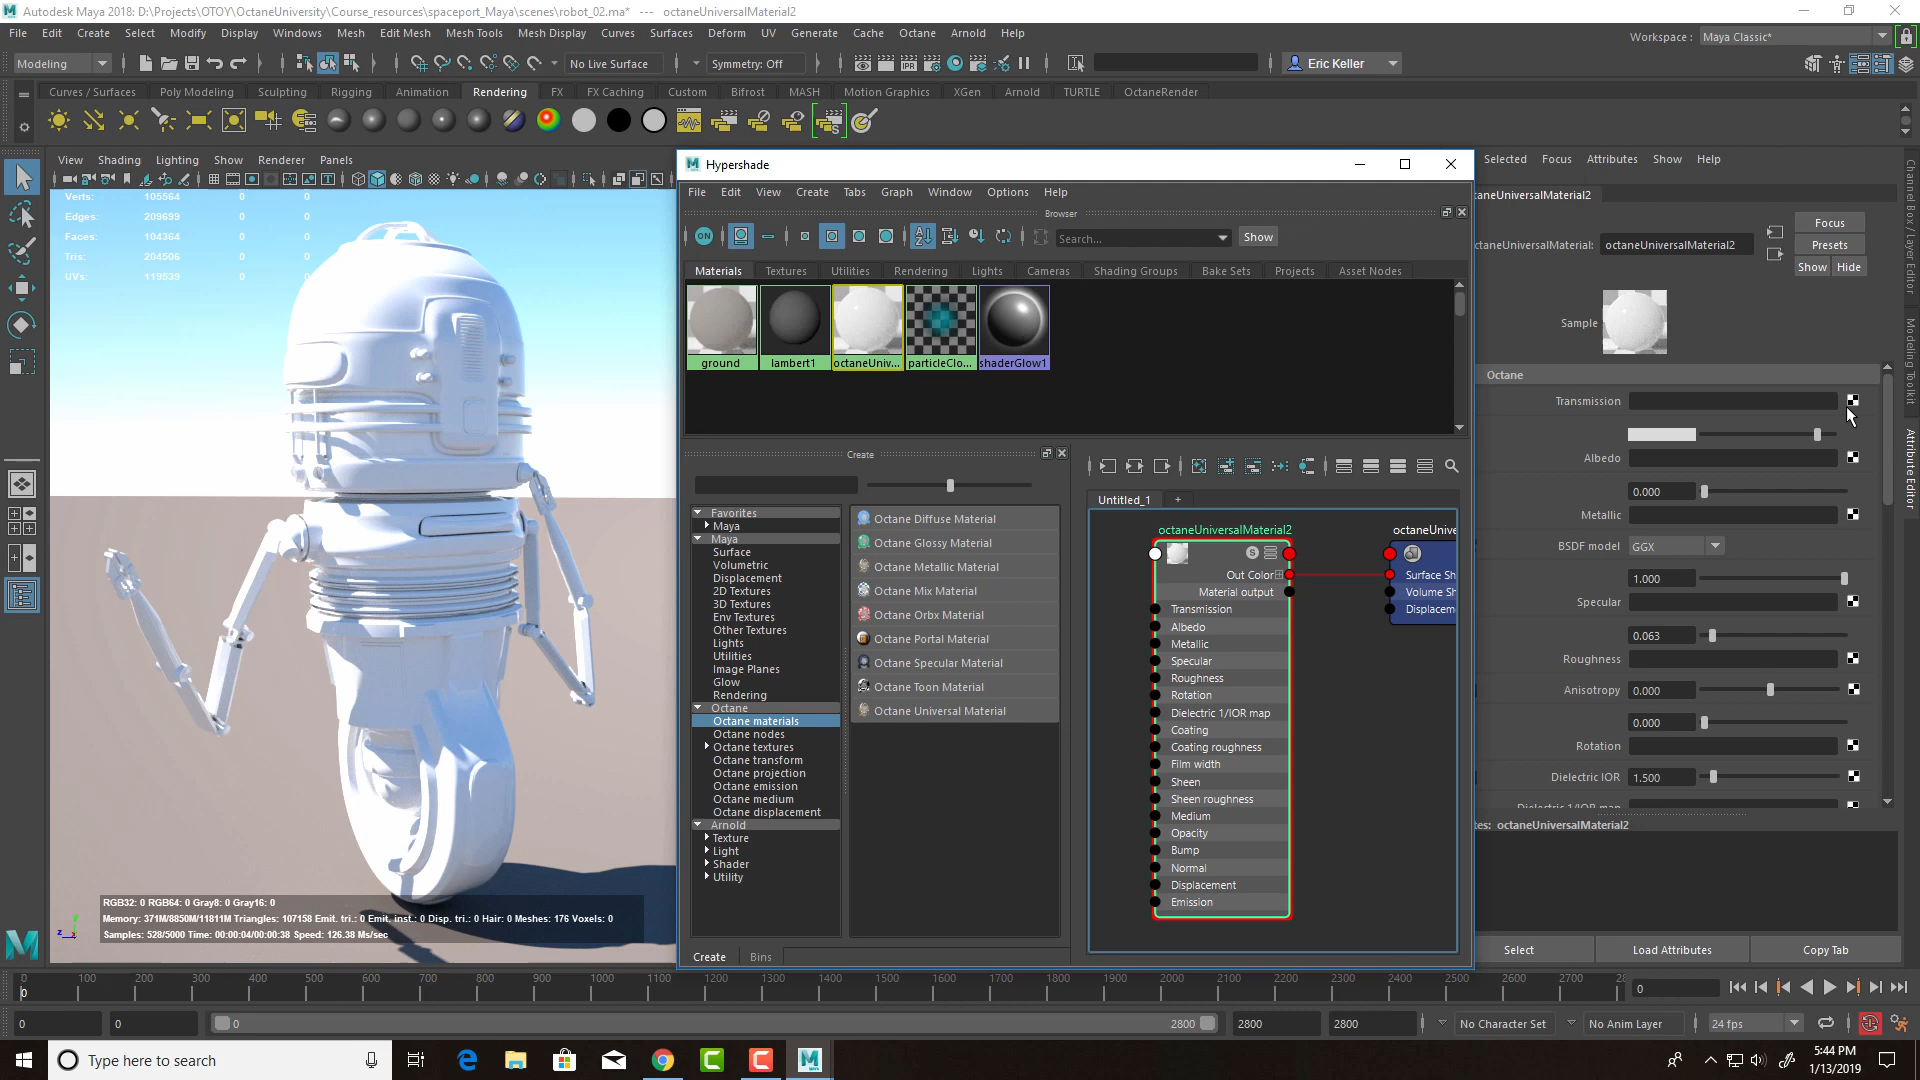 Autodesk Maya 2018: D:\Projects\OTOY\OctaneUniversity\Course_resources\spaceport_Maya\scenes\robot_02.ma* --- octaneUniversalMaterial2
File Edit Create Select Modify Display Windows Mesh Edit Mesh Mesh Tools Mesh Display Curves Surfaces Deform UV Generate Cache Octane Arnold Help
Workspace : Maya Classic*
Modeling No Live Surface Symmetry: Off Eric Keller
Curves / Surfaces Poly Modeling Sculpting Rigging Animation Rendering FX FX Caching Custom Bifrost MASH Motion Graphics XGen Arnold TURTLE OctaneRender
View Shading Lighting Show Renderer Panels
Verts: 105564 0 0
Edges: 209699 0 0
Faces: 104364 0 0
Tris: 204506 0 0
UVs: 119539 0 0
RGB32: 0 RGB64: 0 Gray8: 0 Gray16: 0
Memory: 371M/8850M/11811M Triangles: 107158 Emit. tri.: 0 Emit. inst.: 0 Disp. tri.: 0 Hair: 0 Meshes: 176 Voxels: 0
Samples: 528/5000 Time: 00:00:04/00:00:38 Speed: 126.38 Ms/sec
Hypershade
File Edit View Create Tabs Graph Window Options Help
Browser
ON Search... Show
Materials Textures Utilities Rendering Lights Cameras Shading Groups Bake Sets Projects Asset Nodes
ground lambert1 octaneUniv... particleClo... shaderGlow1
Create
Favorites
Maya
Maya
Surface
Volumetric
Displacement
2D Textures
3D Textures
Env Textures
Other Textures
Lights
Utilities
Image Planes
Glow
Rendering
Octane
Octane materials
Octane nodes
Octane textures
Octane transform
Octane projection
Octane emission
Octane medium
Octane displacement
Arnold
Texture
Light
Shader
Utility
Octane Diffuse Material
Octane Glossy Material
Octane Metallic Material
Octane Mix Material
Octane Orbx Material
Octane Portal Material
Octane Specular Material
Octane Toon Material
Octane Universal Material
Create Bins
Untitled_1 +
octaneUniversalMaterial2
S
Out Color
Material output
Transmission
Albedo
Metallic
Specular
Roughness
Rotation
Dielectric 1/IOR map
Coating
Coating roughness
Film width
Sheen
Sheen roughness
Medium
Opacity
Bump
Normal
Displacement
Emission
octaneUnive
Surface Sh
Volume Sh
Displacem
Selected Focus Attributes Show Help
ctaneUniversalMaterial2
ctaneUniversalMaterial: octaneUniversalMaterial2
Focus
Presets
Show Hide
Sample
Octane
Transmission
Albedo
0.000
Metallic
BSDF model GGX
1.000
Specular
0.063
Roughness
Anisotropy 0.000
0.000
Rotation
Dielectric IOR 1.500
Dielectric 1/IOR map
tes: octaneUniversalMaterial2
Select Load Attributes Copy Tab
Channel Box / Layer Editor
Modeling Toolkit
Attribute Editor
0 100 200 300 400 500 600 700 800 900 1000 1100 1200 1300 1400 1500 1600 1700 1800 1900 2000 2100 2200 2300 2400 2500 2600 2700 28
0 0
0 0 0 2800 2800 2800 No Character Set No Anim Layer 24 fps
Type here to search
5:44 PM
1/13/2019